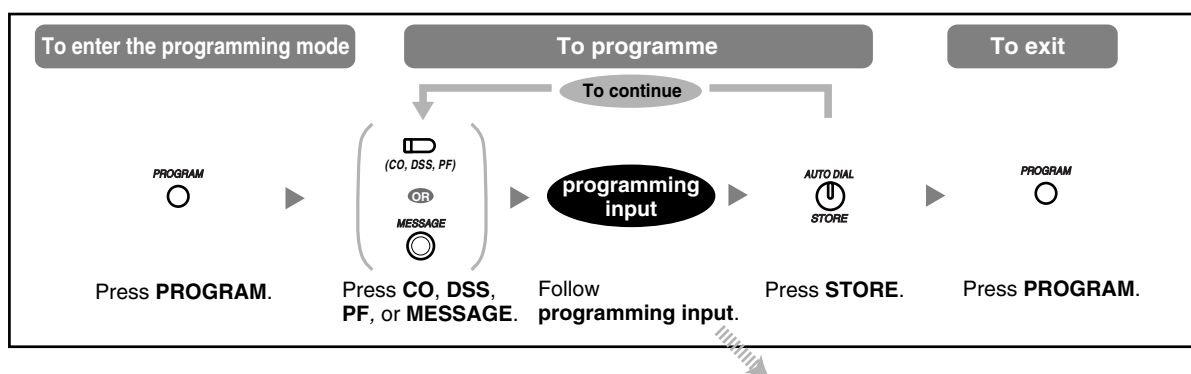 To enter the programming mode
To programme
To exit
To continue
PROGRAM
(CO, DSS, PF)
OR
MESSAGE
programming
input
AUTO DIAL
STORE
PROGRAM
Press PROGRAM.
Press CO, DSS,
PF, or MESSAGE.
Follow
programming input.
Press STORE.
Press PROGRAM.